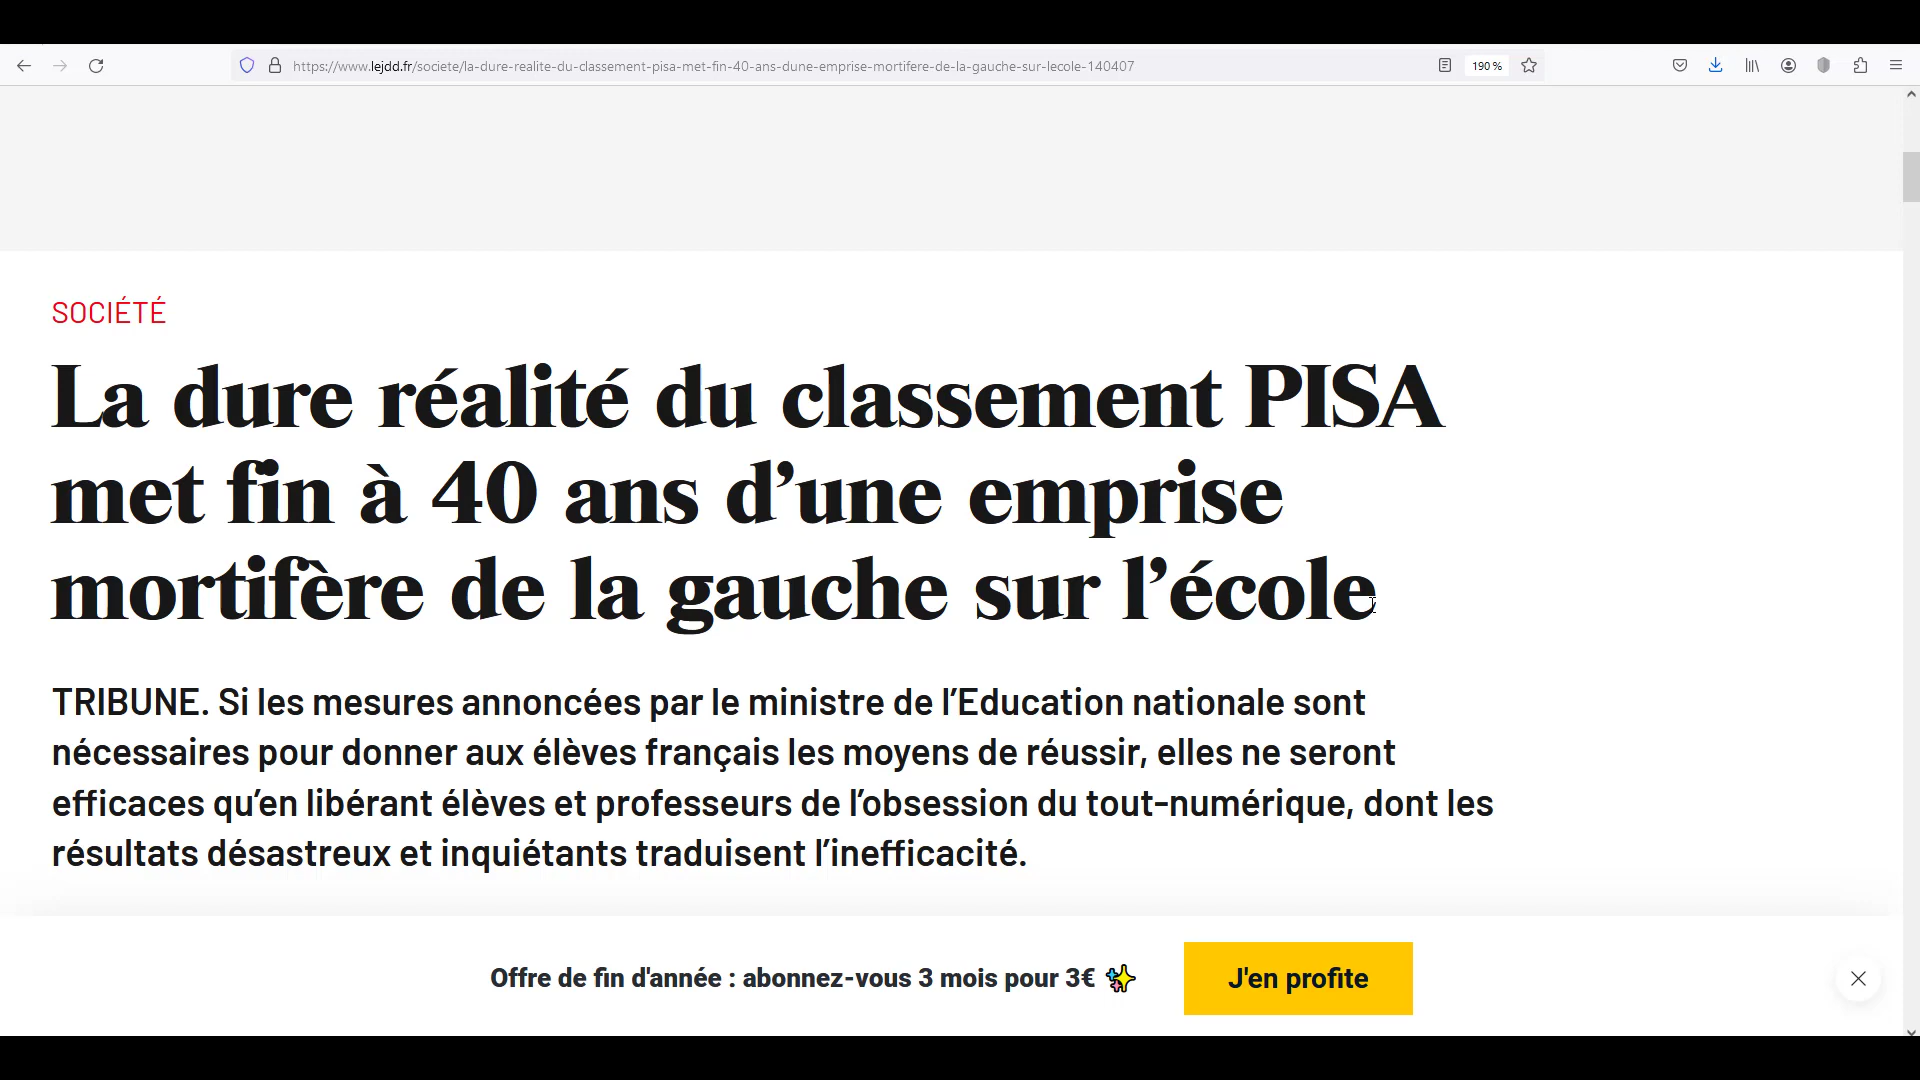 https://www.lejdd.fr/societe/la-dure-realite-du-classement-pisa-met-fin-40-ans-dune-emprise-mortifere-de-la-gauche-sur-lecole-140407
190 %
SOCIÉTÉ
La dure réalité du classement PISA
met fin à 40 ans d’une emprise
mortifère de la gauche sur l’école
TRIBUNE. Si les mesures annoncées par le ministre de l’Education nationale sont
nécessaires pour donner aux élèves français les moyens de réussir, elles ne seront
efficaces qu’en libérant élèves et professeurs de l’obsession du tout-numérique, dont les
résultats désastreux et inquiétants traduisent l’inefficacité.
Offre de fin d'année : abonnez-vous 3 mois pour 3€ ✨
J'en profite